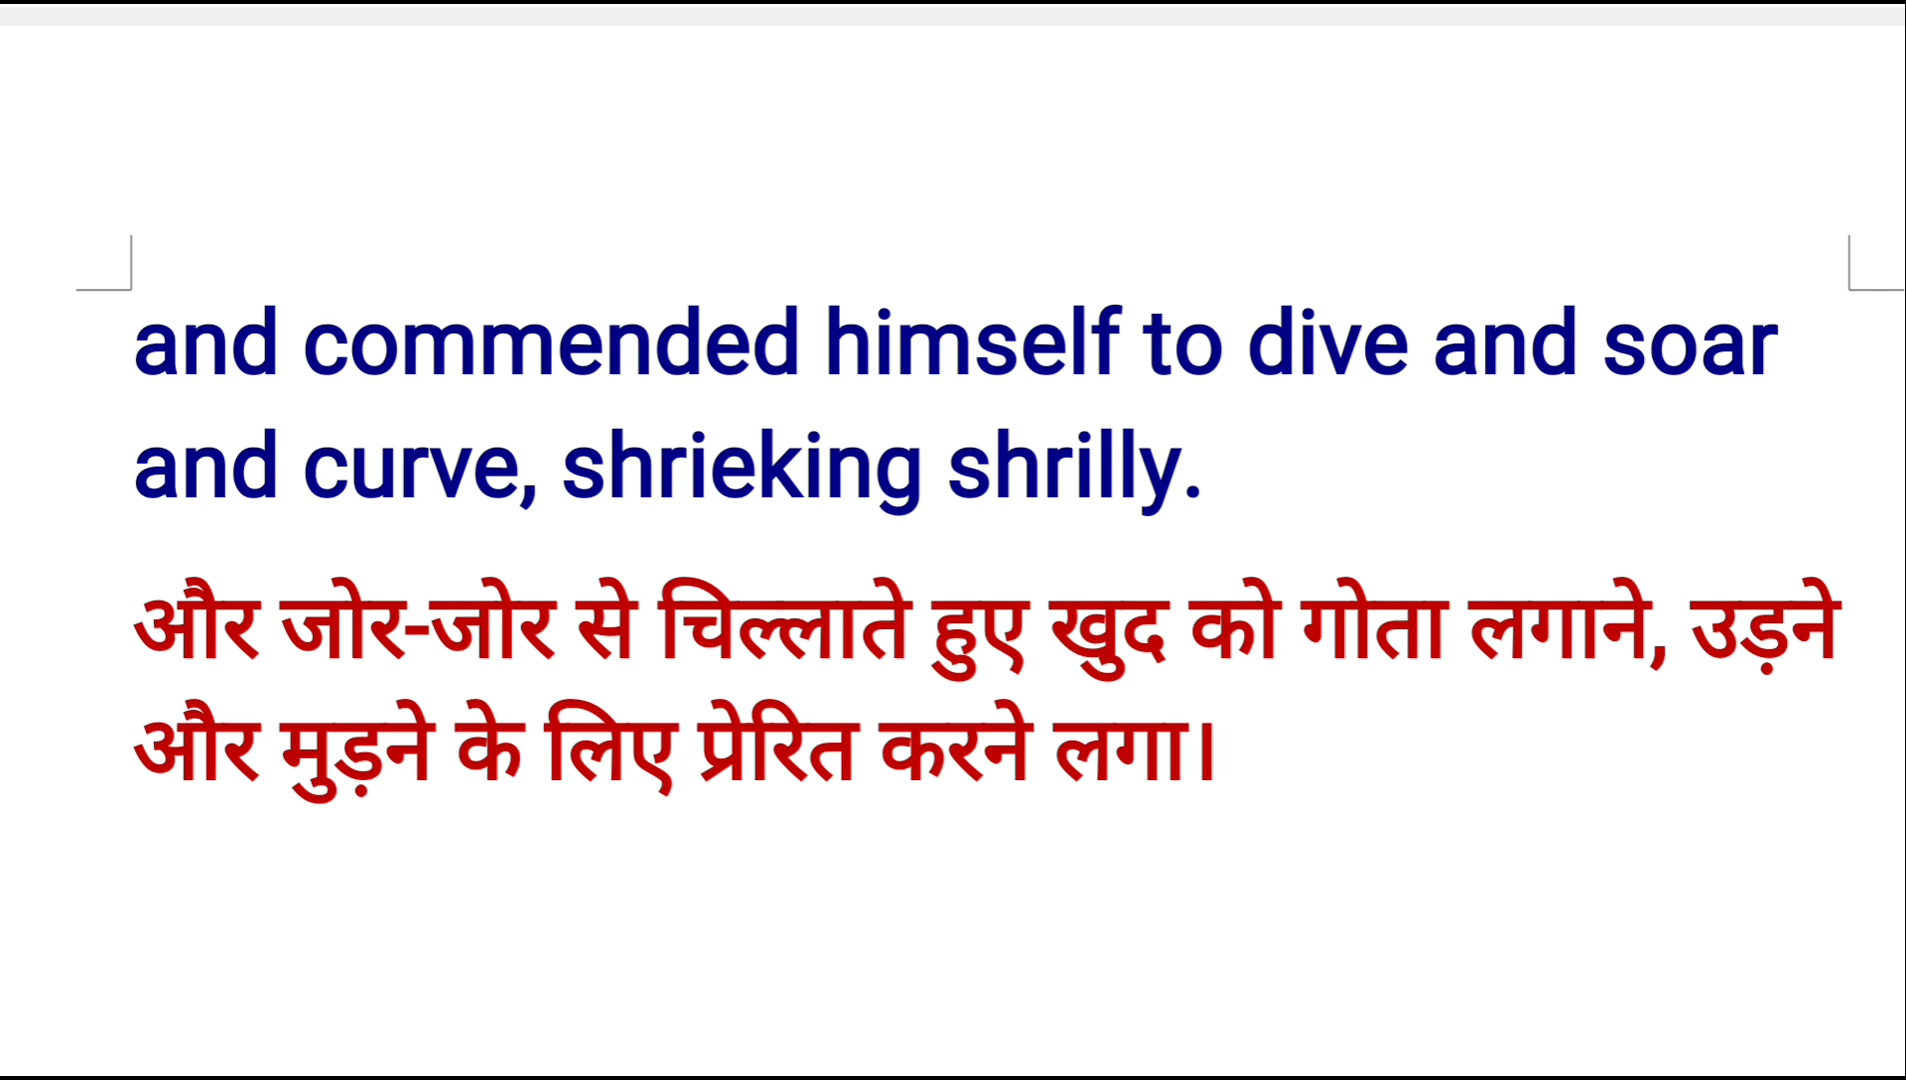 and commended himself to dive and soar
and curve, shrieking shrilly.
और जोर-जोर से चिल्लाते हुए खुद को गोता लगाने, उड़ने
और मुड़ने के लिए प्रेरित करने लगा।